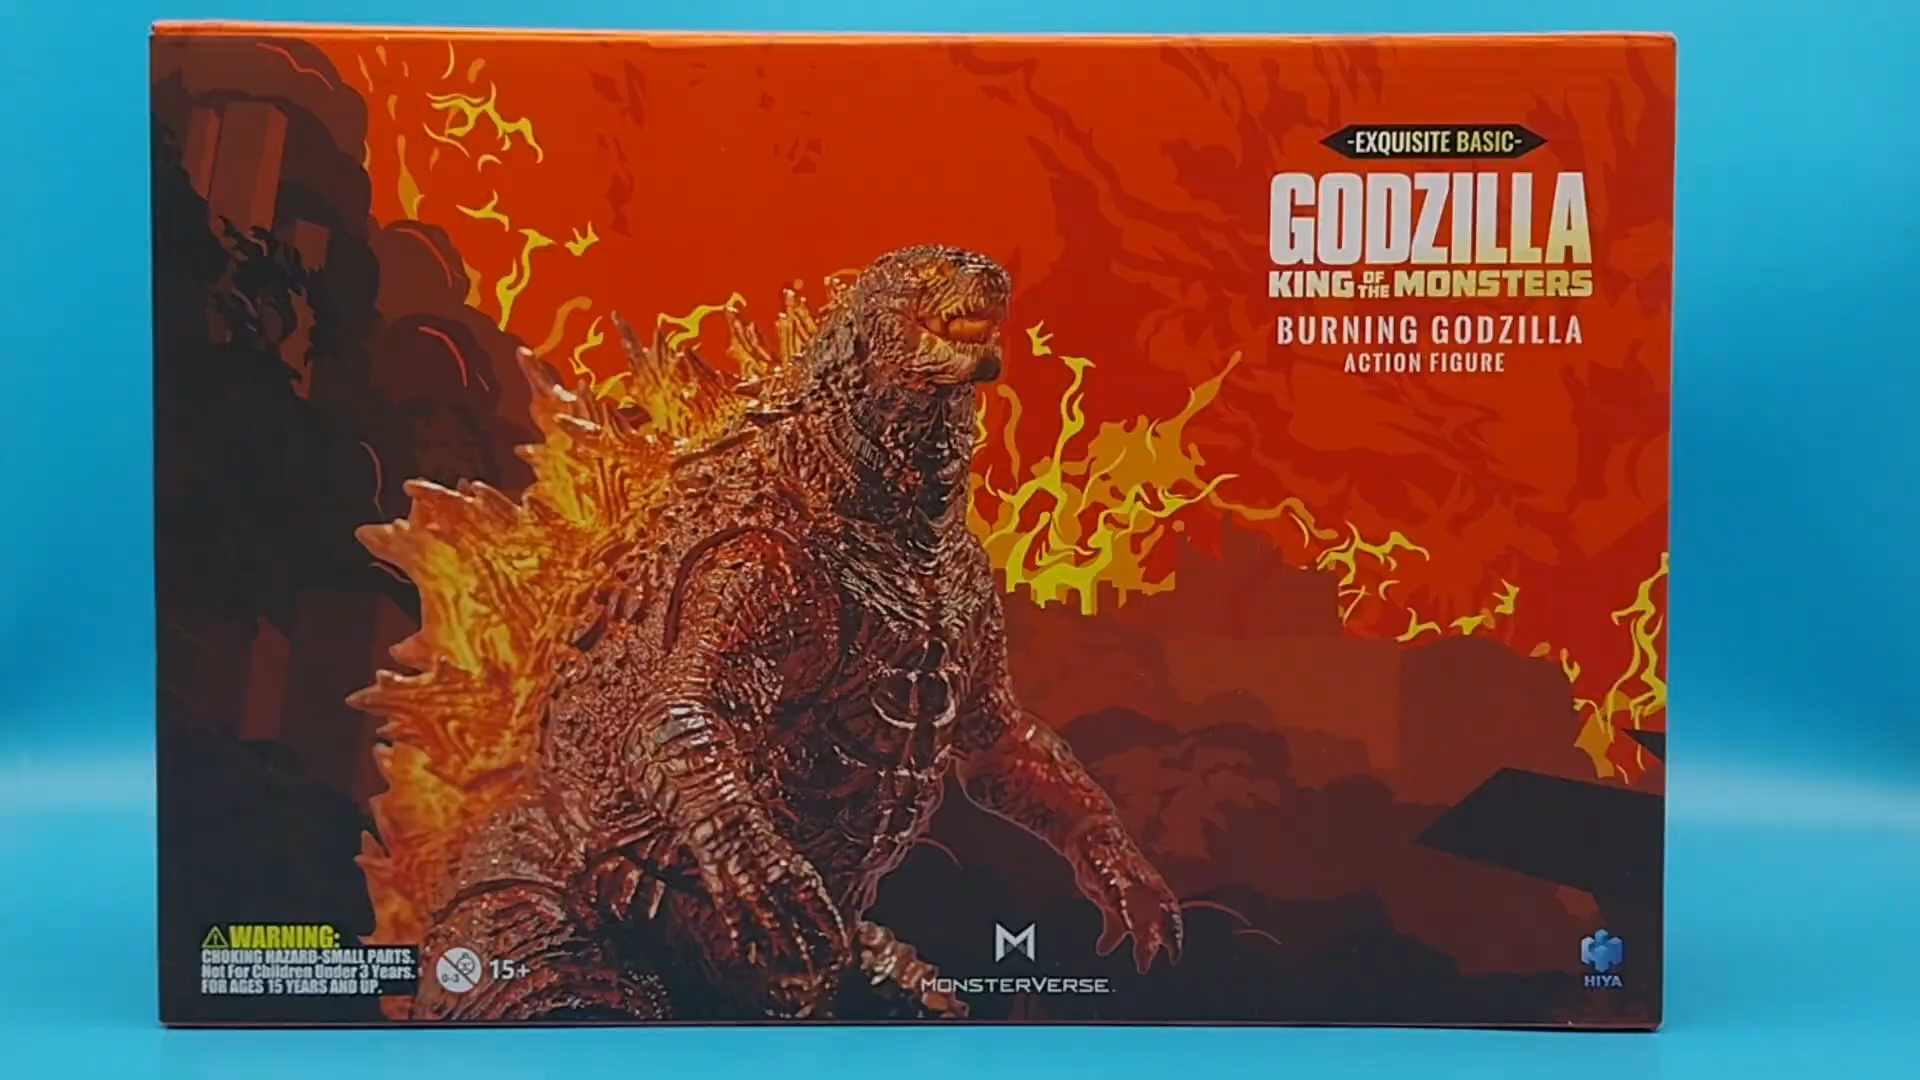 -EXQUISITE BASIC-
GODZILLA
KING OF THE MONSTERS
BURNING GODZILLA
ACTION FIGURE
WARNING:
CHOKING HAZARD-SMALL PARTS.
Not For Children Under 3 Years.
FOR AGES 15 YEARS AND UP.
0-3
15+
M
MONSTERVERSE.
HIYA